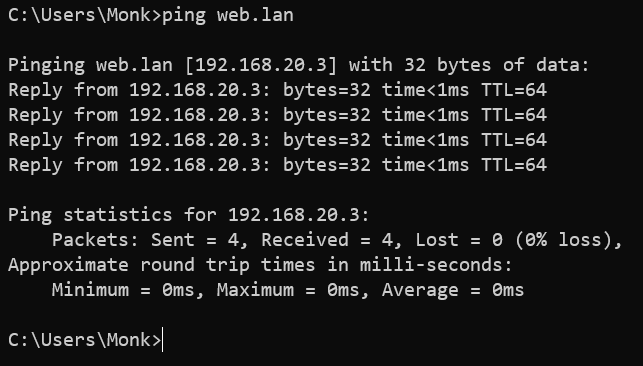 C:\Users\Monk>ping web.lan
Pinging web.lan [192.168.20.3] with 32 bytes of data:
Reply from 192.168.20.3: bytes=32 time<1ms TTL=64
Reply from 192.168.20.3: bytes=32 time<1ms TTL=64
Reply from 192.168.20.3: bytes=32 time<1ms TTL=64
Reply from 192.168.20.3: bytes=32 time<1ms TTL=64
Ping statistics for 192.168.20.3:
    Packets: Sent = 4, Received = 4, Lost = 0 (0% loss),
Approximate round trip times in milli-seconds:
    Minimum = 0ms, Maximum = 0ms, Average = 0ms
C:\Users\Monk>